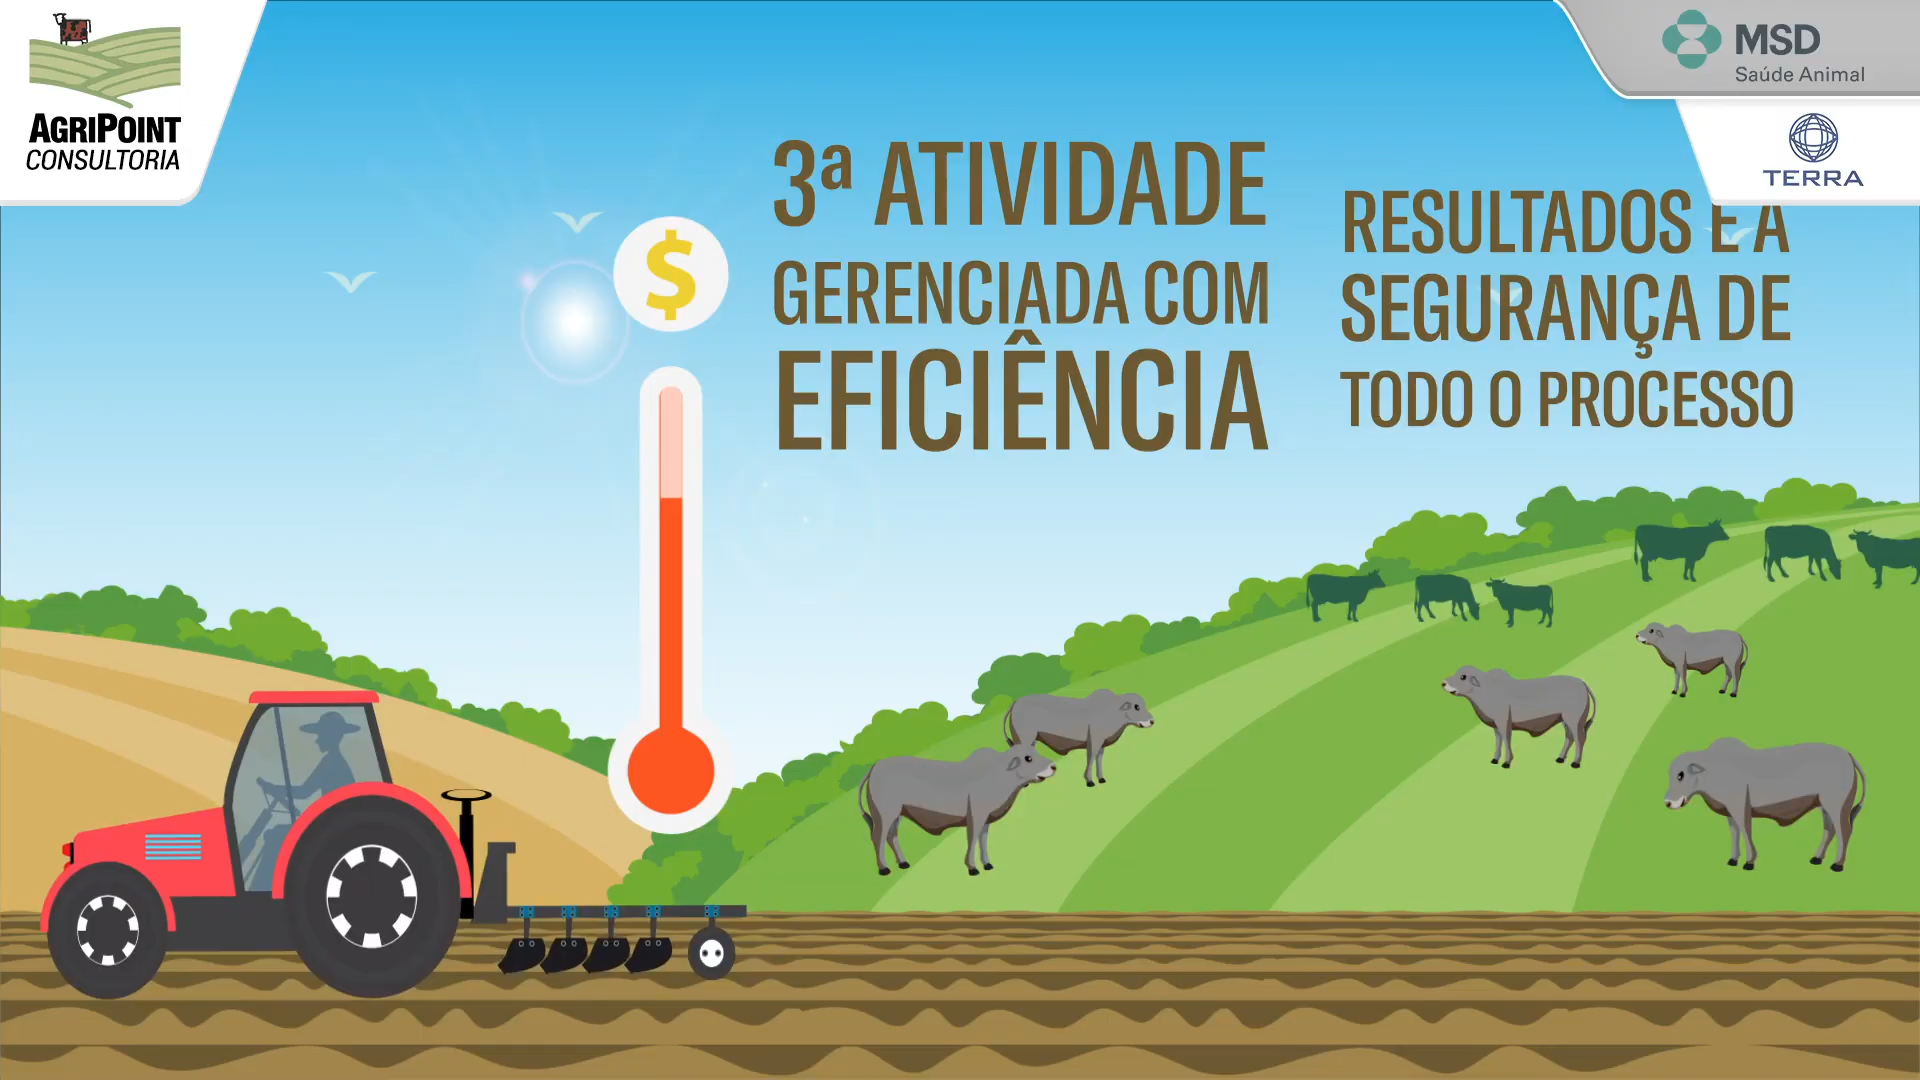 AGRIPOINT
CONSULTORIA
MSD
Saúde Animal
TERRA
$
3ª ATIVIDADE
GERENCIADA COM
EFICIÊNCIA
RESULTADOS E A
SEGURANÇA DE
TODO O PROCESSO